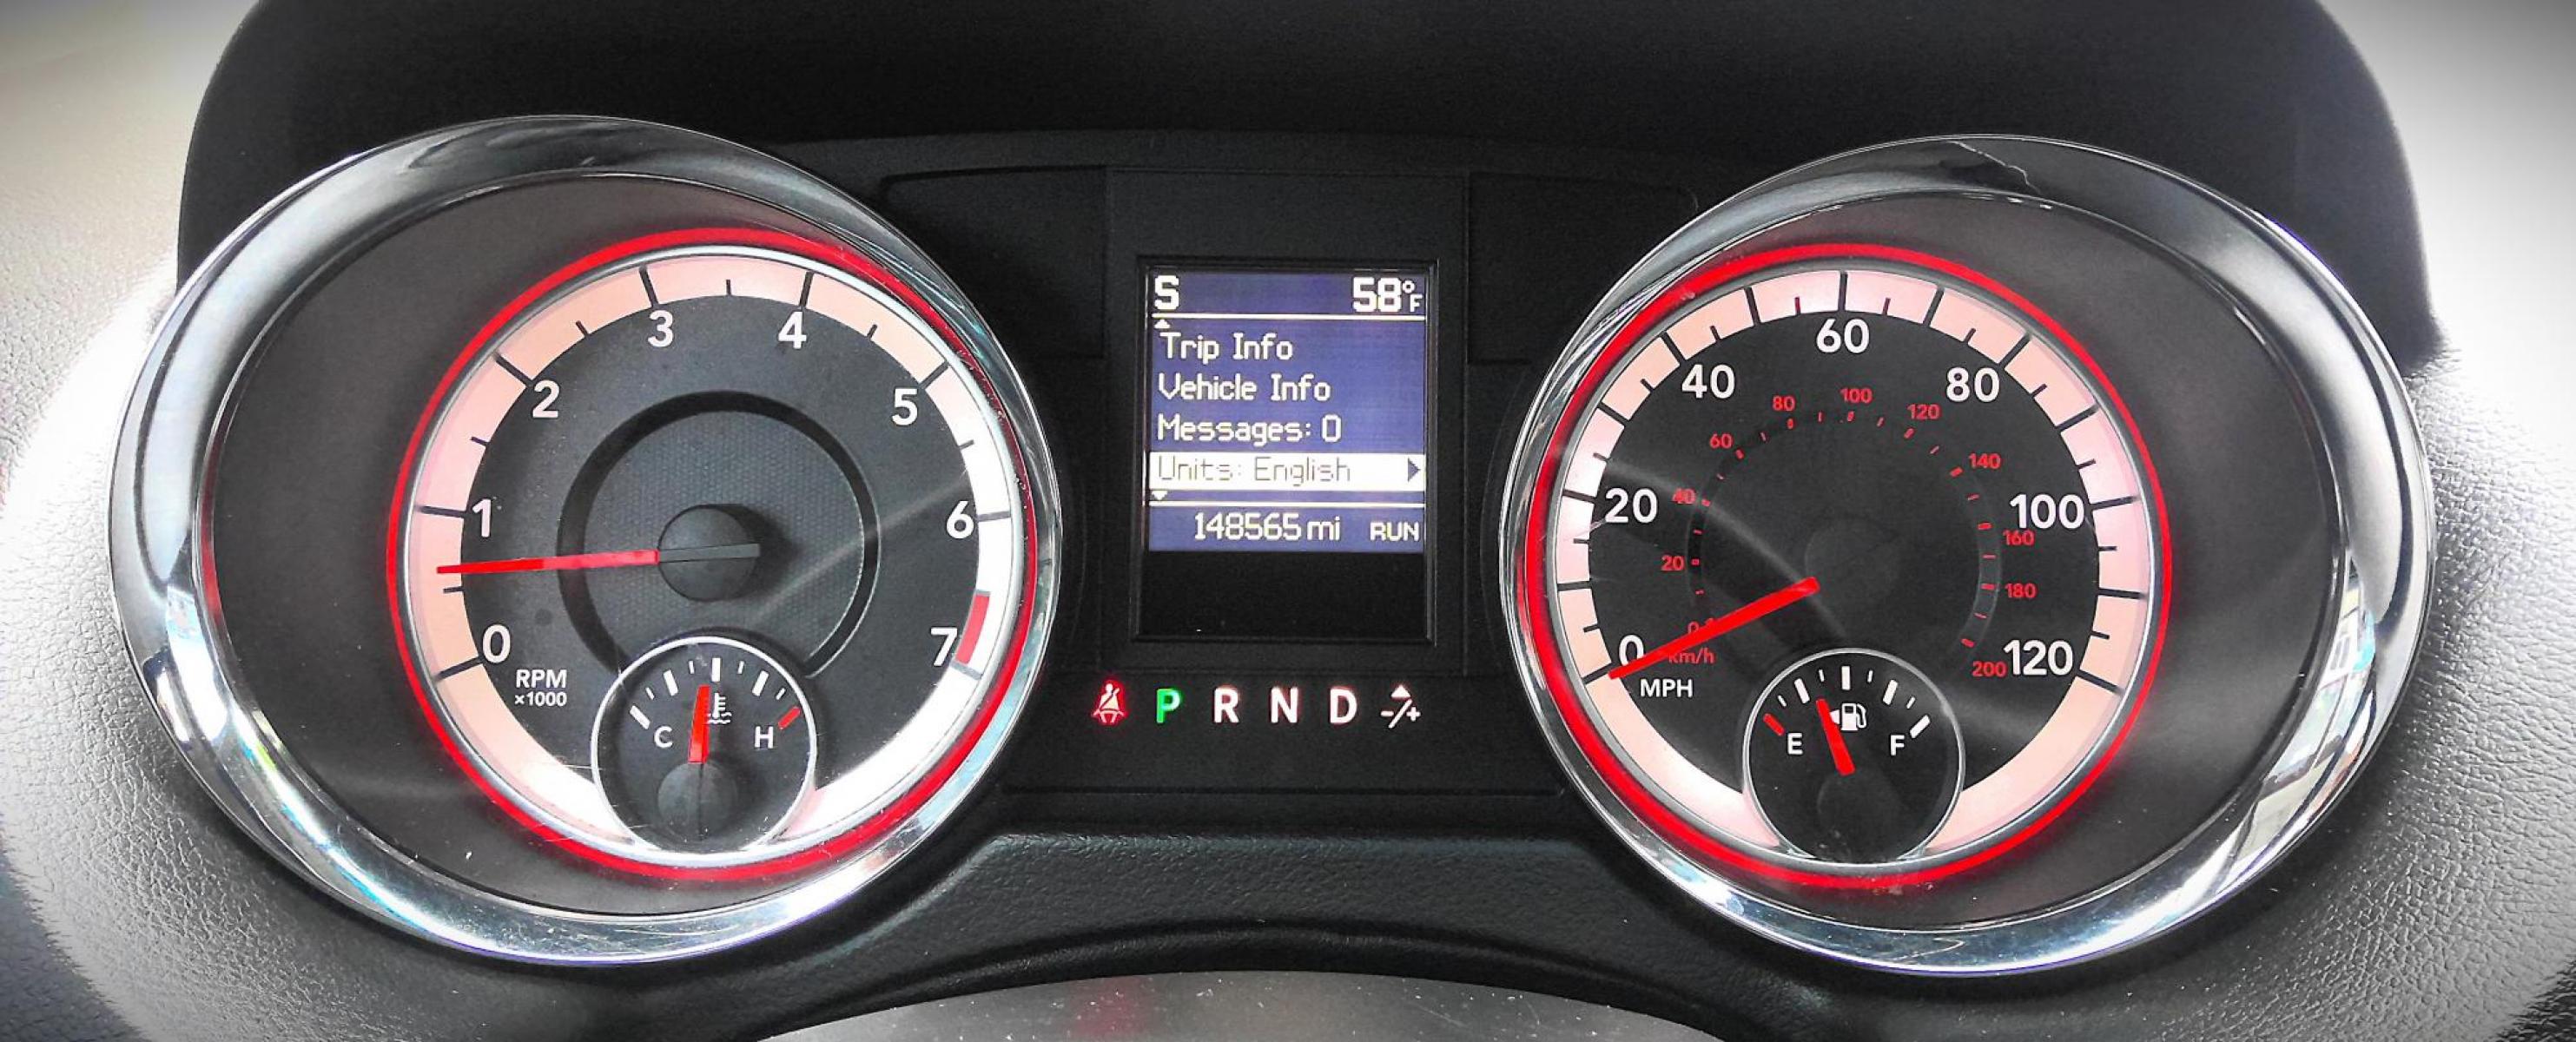 0
1
2
3
4
5
6
7
RPM
x1000
C
H
S 58°F
Trip Info
Vehicle Info
Messages: 0
Units: English
148565 mi RUN
P R N D -/+
0
20
40
60
80
100
120
MPH
20
40
60
80
100
120
140
160
180
200
km/h
E
F